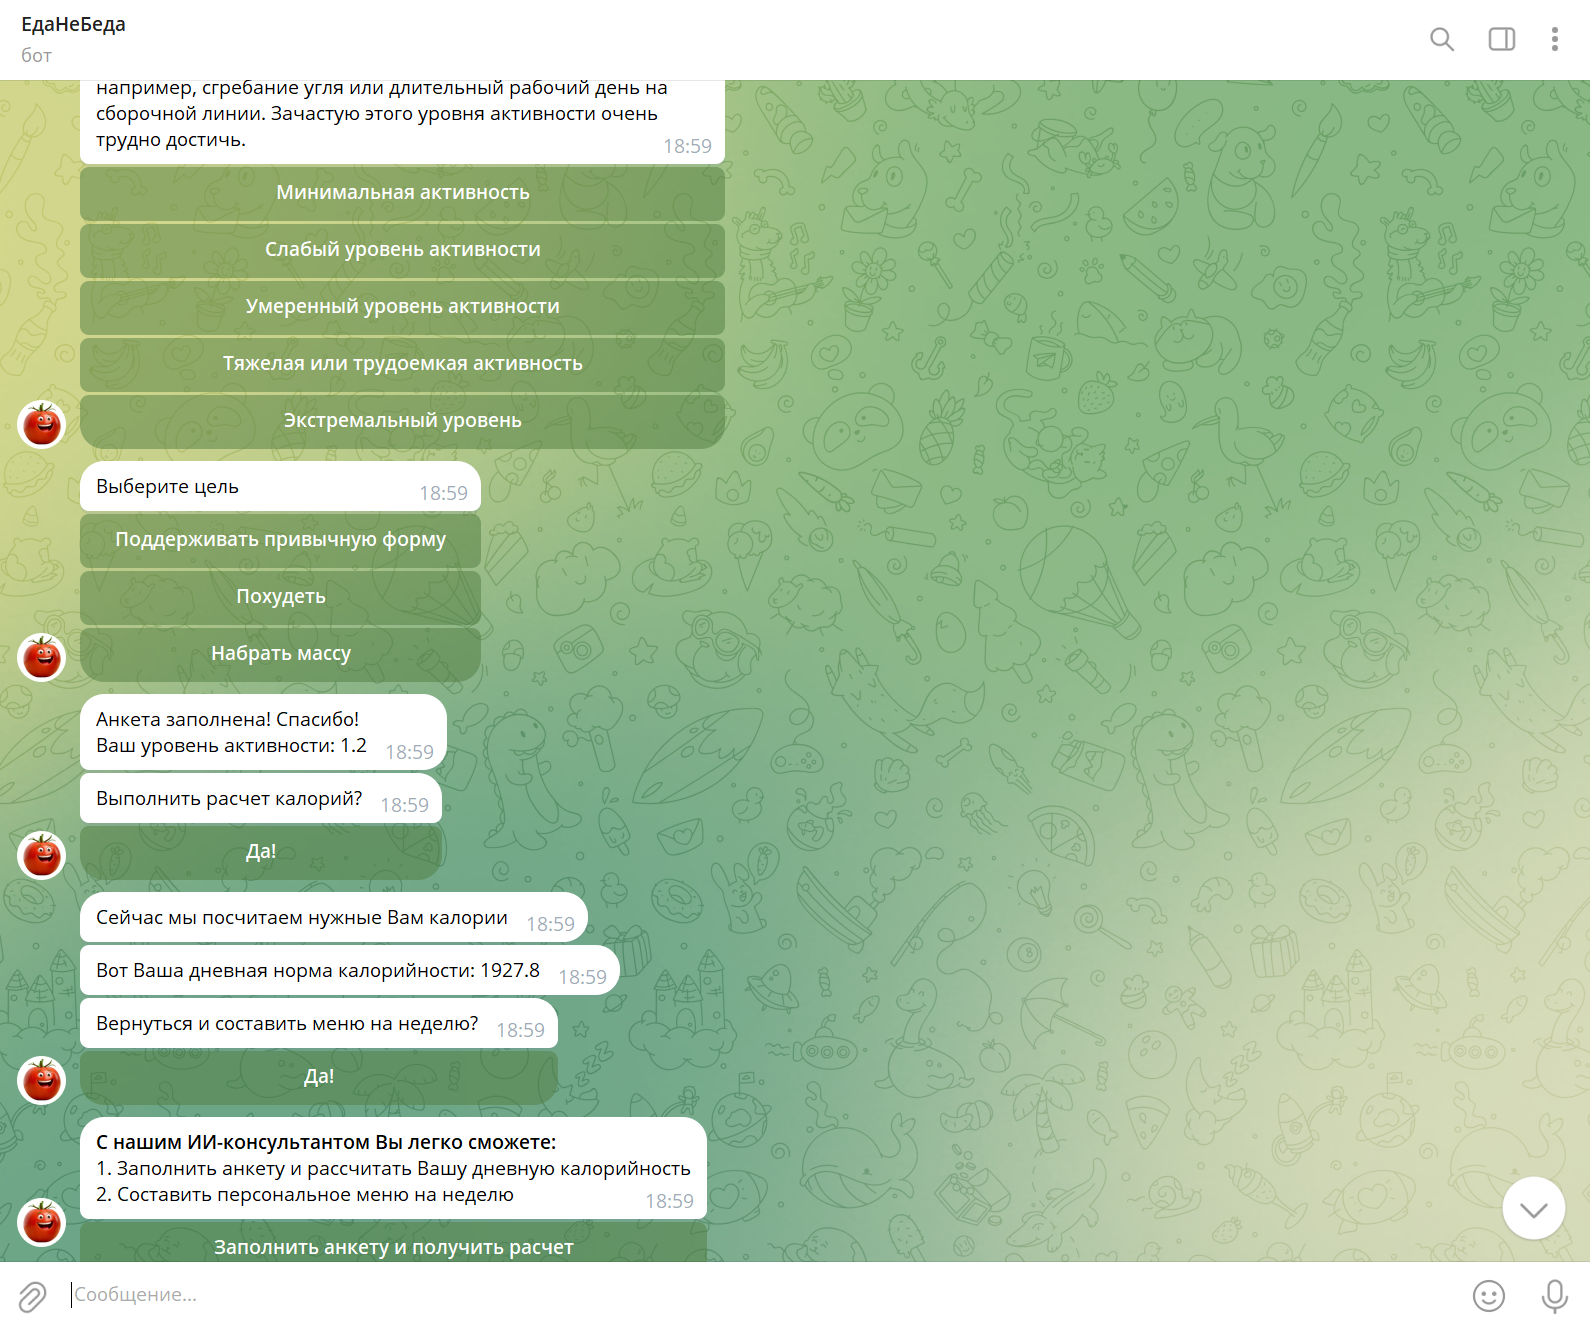 ЕдаНеБеда
бот
например, сгребание угля или длительный рабочий день на
сборочной линии. Зачастую этого уровня активности очень
трудно достичь.
18:59
Минимальная активность
Слабый уровень активности
Умеренный уровень активности
Тяжелая или трудоемкая активность
Экстремальный уровень
Выберите цель 18:59
Поддерживать привычную форму
Похудеть
Набрать массу
Анкета заполнена! Спасибо!
Ваш уровень активности: 1.2 18:59
Выполнить расчет калорий? 18:59
Да!
Сейчас мы посчитаем нужные Вам калории 18:59
Вот Ваша дневная норма калорийности: 1927.8 18:59
Вернуться и составить меню на неделю? 18:59
Да!
С нашим ИИ-консультантом Вы легко сможете:
1. Заполнить анкету и рассчитать Вашу дневную калорийность
2. Составить персональное меню на неделю 18:59
Заполнить анкету и получить расчет
Сообщение...